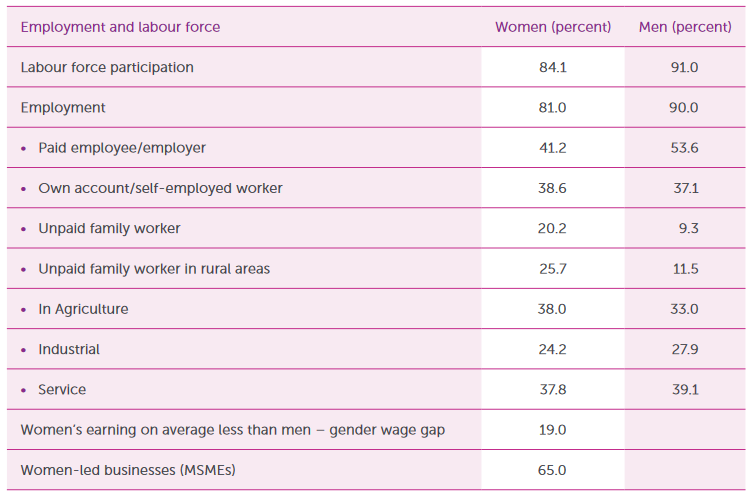 Employment and labour force Women (percent) Men (percent)
Labour force participation 84.1 91.0
Employment 81.0 90.0
• Paid employee/employer 41.2 53.6
• Own account/self-employed worker 38.6 37.1
• Unpaid family worker 20.2 9.3
• Unpaid family worker in rural areas 25.7 11.5
• In Agriculture 38.0 33.0
• Industrial 24.2 27.9
• Service 37.8 39.1
Women's earning on average less than men – gender wage gap 19.0
Women-led businesses (MSMEs) 65.0